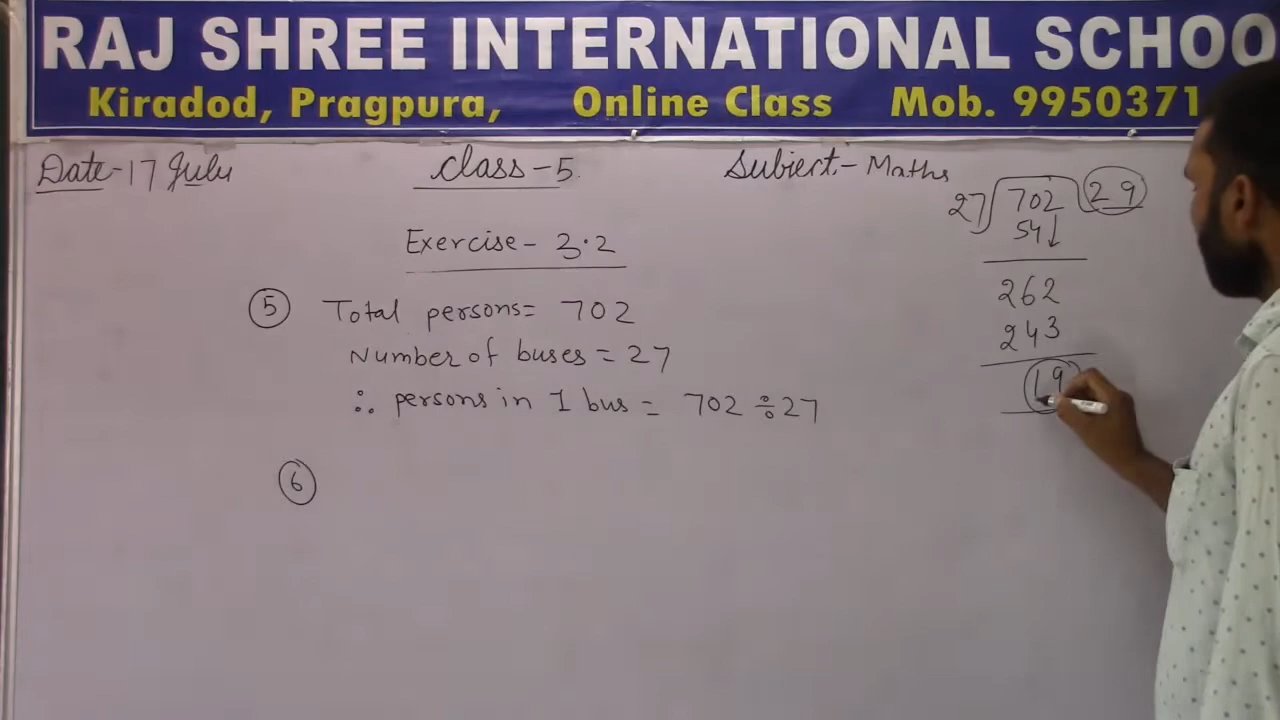 RAJ SHREE INTERNATIONAL SCHOO
Kiradod, Pragpura, Online Class Mob. 9950371
Date-17 July
Class-5
Subject.- Maths
Exercise- 3.2
5 Total persons= 702
Number of buses = 27
∴ persons in 1 bus = 702 ÷ 27
6
27 702 29
54↓
262
243
19